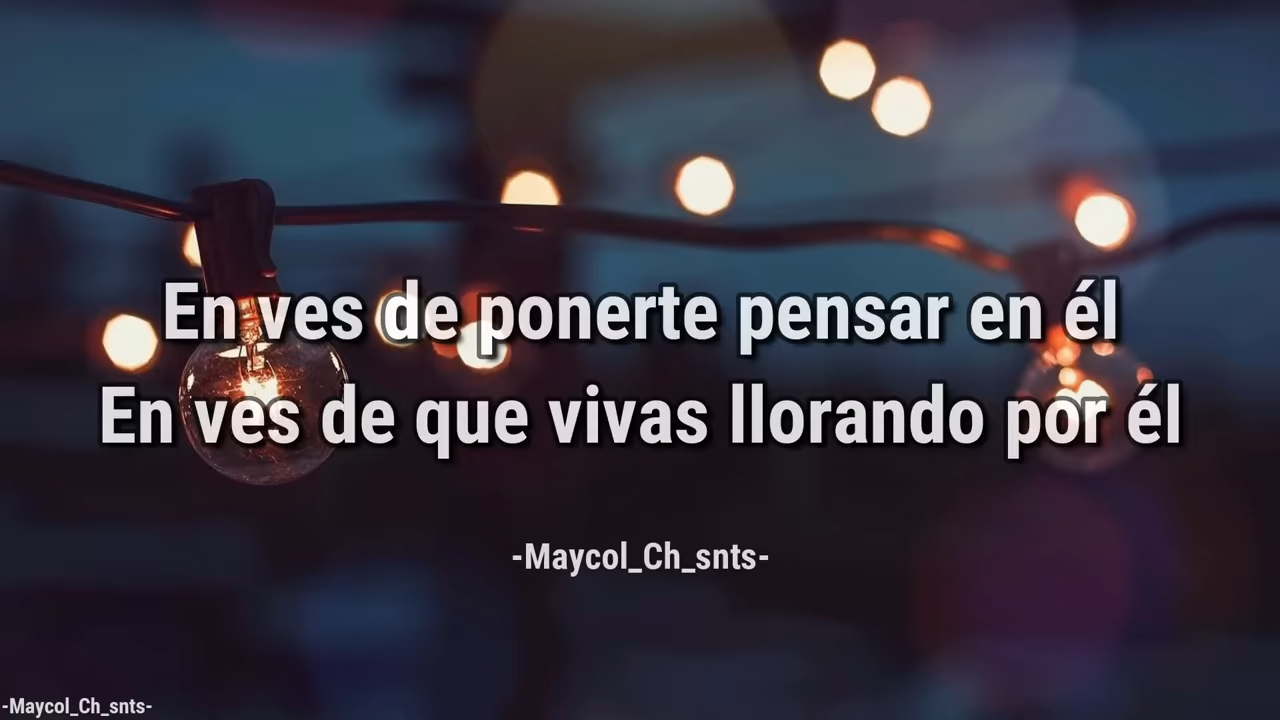 En ves de ponerte pensar en él
En ves de que vivas llorando por él
-Maycol_Ch_snts-
-Maycol_Ch_snts-